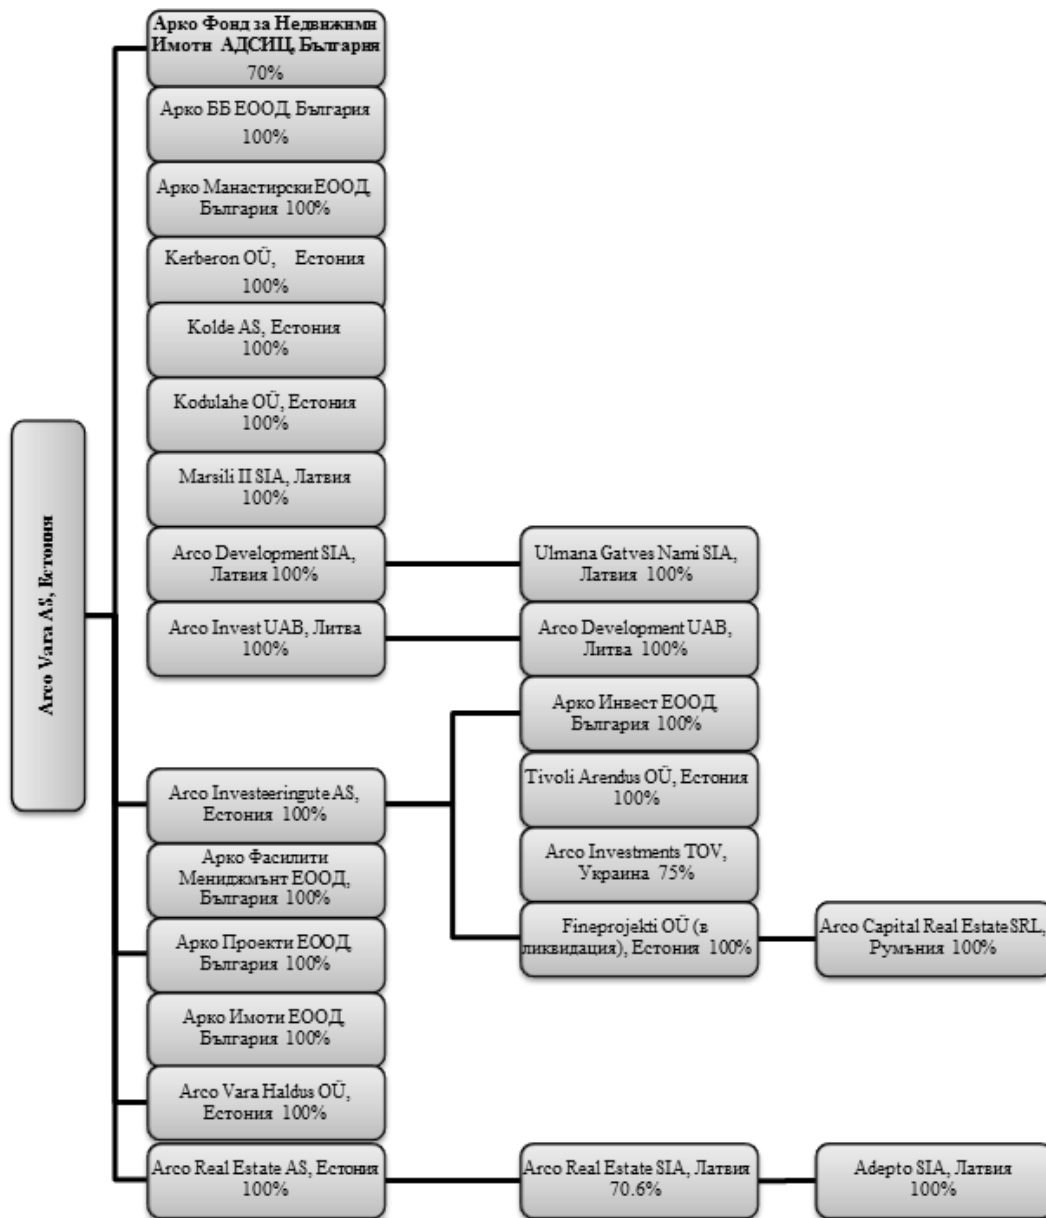 Arco Vara AS, Естония
Арко Фонд за Недвижими
Имоти АДСИЦ, България
70%
Арко ББ ЕООД, България
100%
Арко Манастирски ЕООД,
България 100%
Kerberon OÜ, Естония
100%
Kolde AS, Естония
100%
Kodulahe OÜ, Естония
100%
Marsili II SIA, Латвия
100%
Arco Development SIA,
Латвия 100%
Ulmana Gatves Nami SIA,
Латвия 100%
Arco Invest UAB, Литва
100%
Arco Development UAB,
Литва 100%
Arco Investeeringute AS,
Естония 100%
Арко Инвест ЕООД,
България 100%
Tivoli Arendus OÜ, Естония
100%
Arco Investments TOV,
Украина 75%
Fineprojekti OÜ (в
ликвидация), Естония 100%
Arco Capital Real Estate SRL,
Румъния 100%
Арко Фасилити
Мениджмънт ЕООД,
България 100%
Арко Проекти ЕООД,
България 100%
Арко Имоти ЕООД,
България 100%
Arco Vara Haldus OÜ,
Естония 100%
Arco Real Estate AS, Естония
100%
Arco Real Estate SIA, Латвия
70.6%
Adepto SIA, Латвия
100%